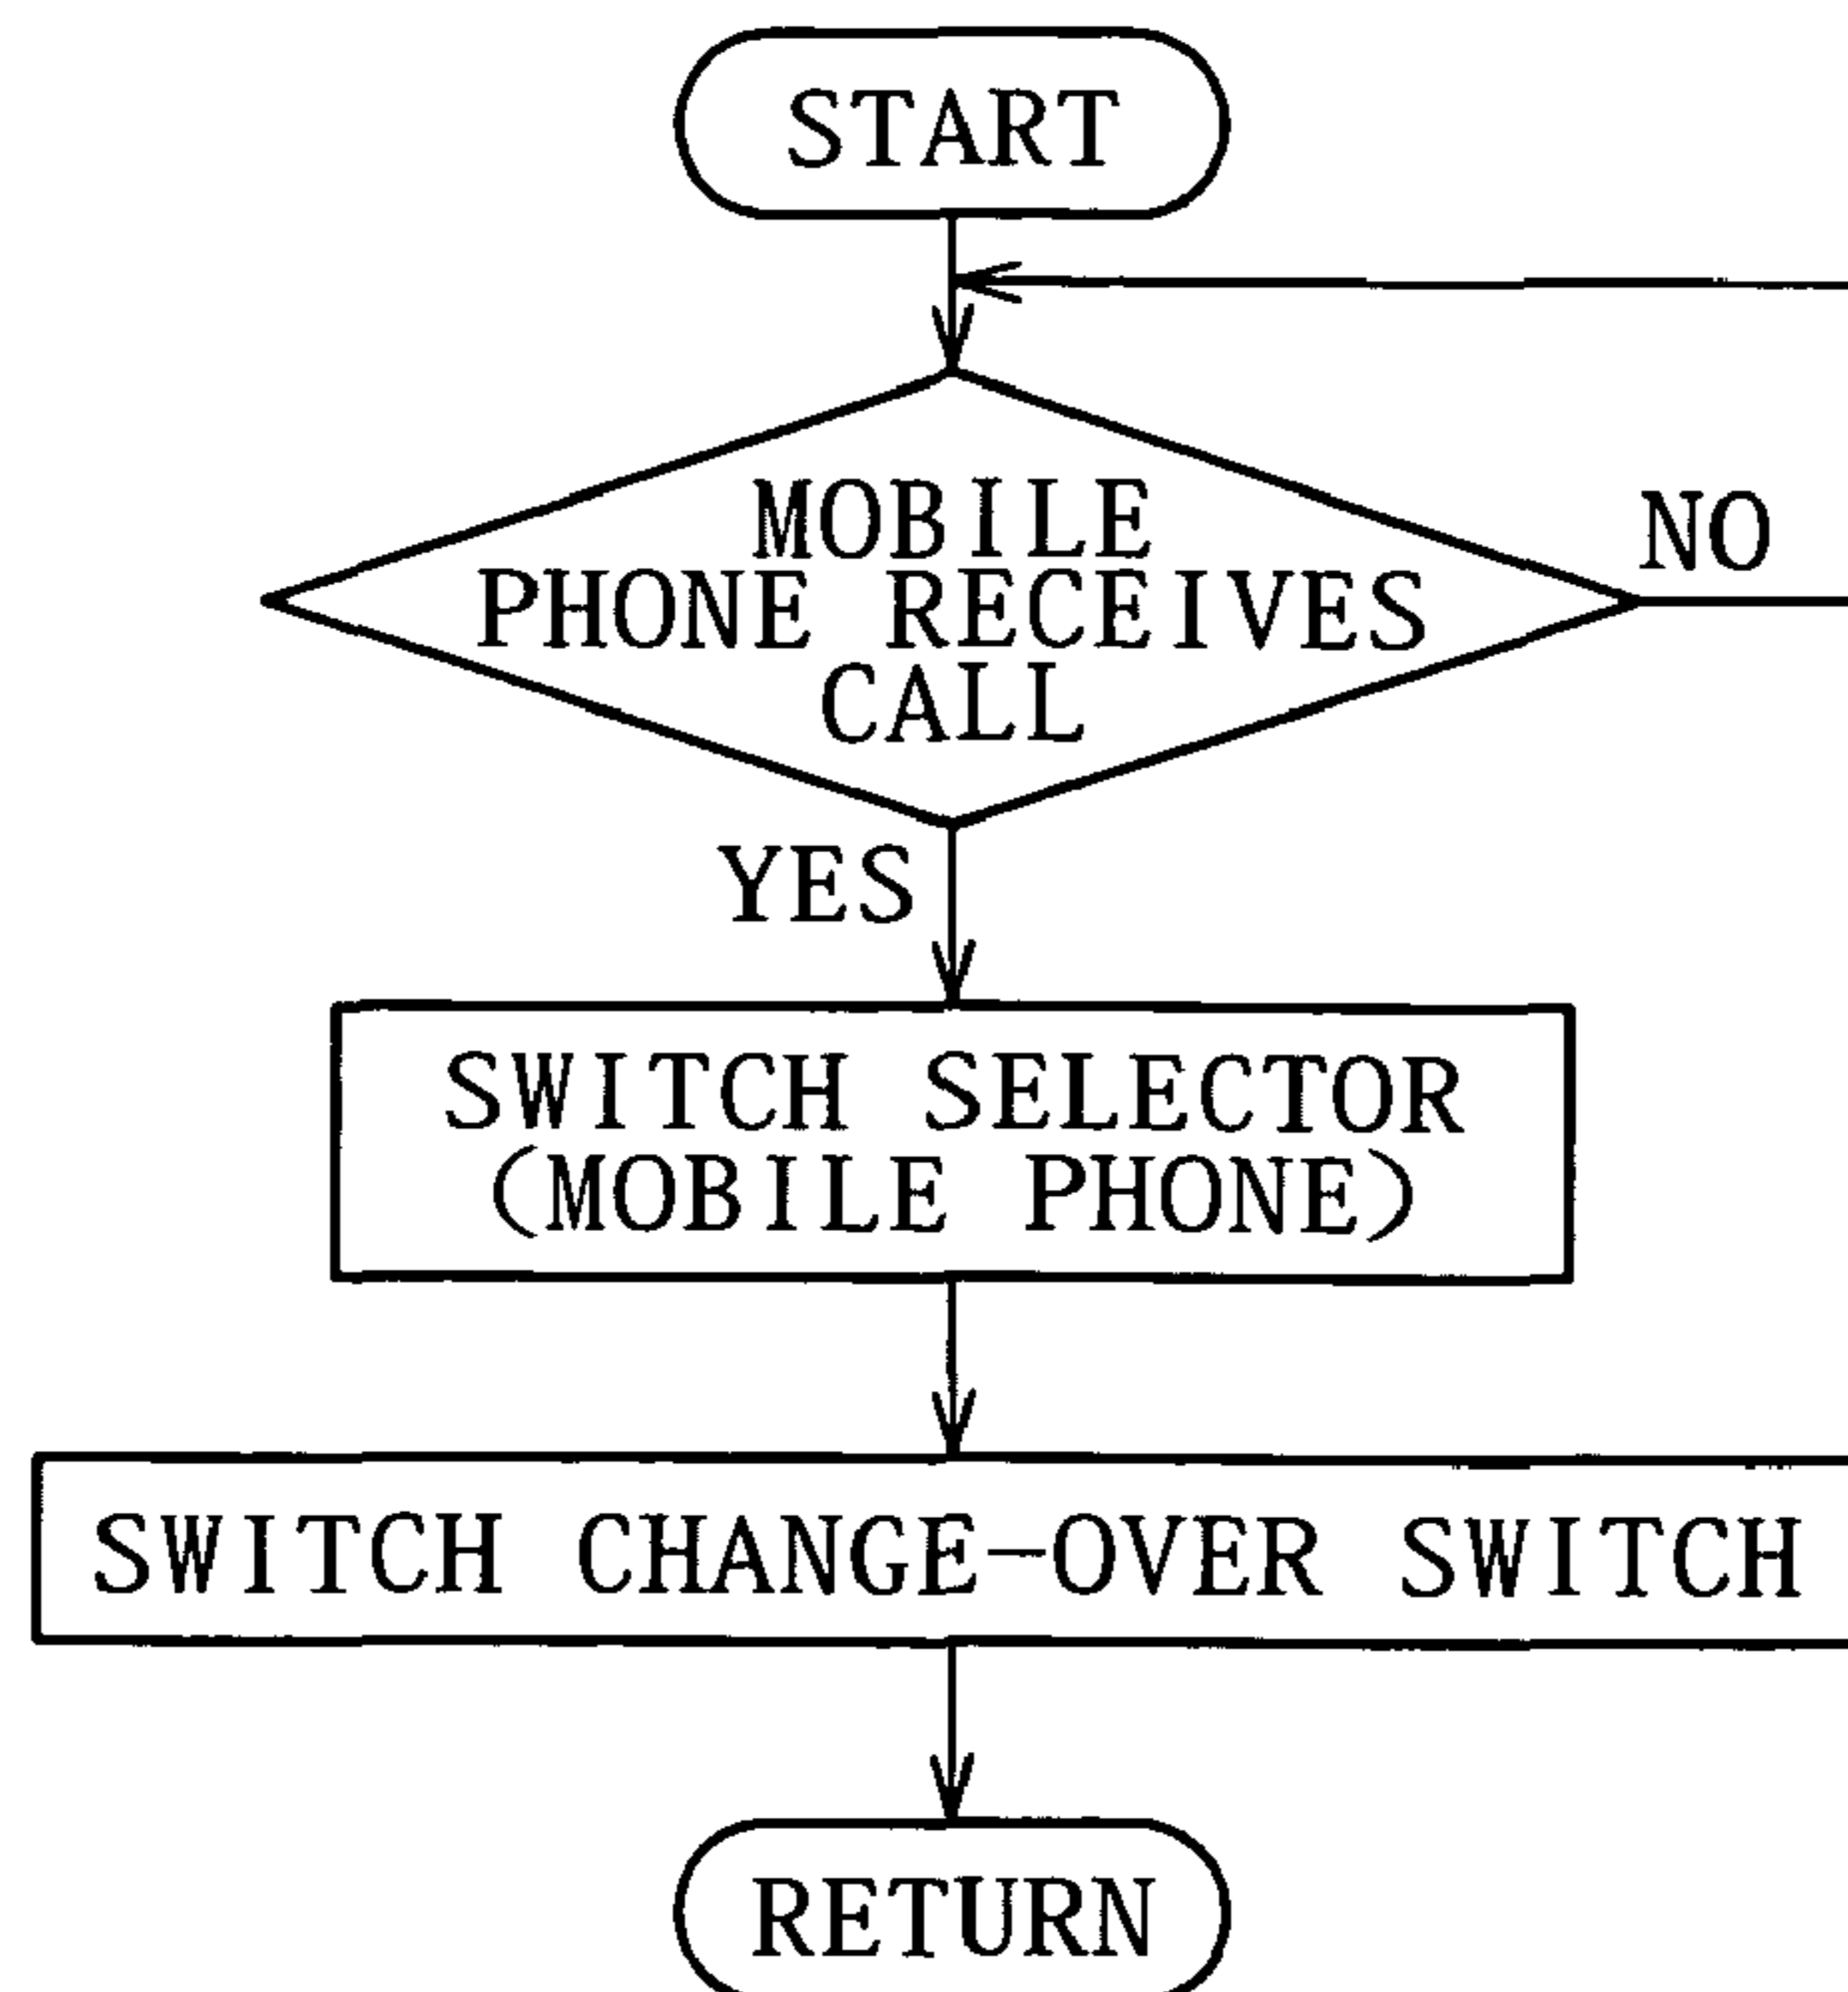 START
MOBILE
PHONE RECEIVES
CALL
NO
YES
SWITCH SELECTOR
(MOBILE PHONE)
SWITCH CHANGE-OVER SWITCH
RETURN